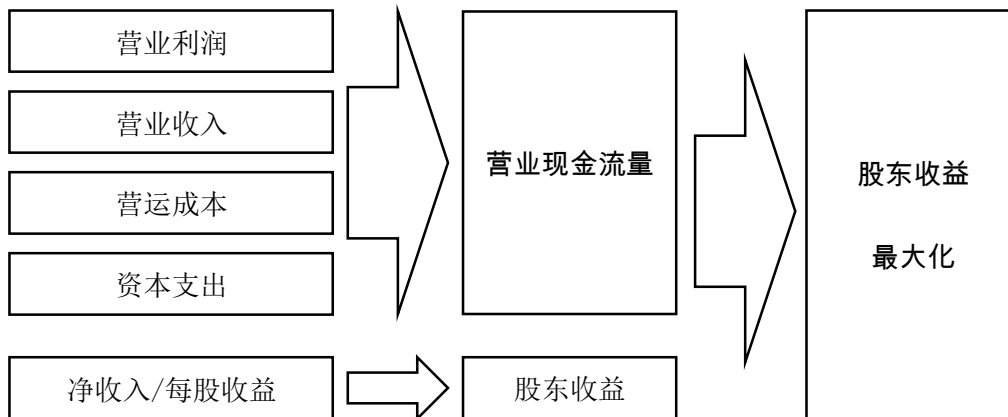 营业利润
营业收入
营运成本
资本支出
净收入/每股收益
营业现金流量
股东收益
股东收益
最大化